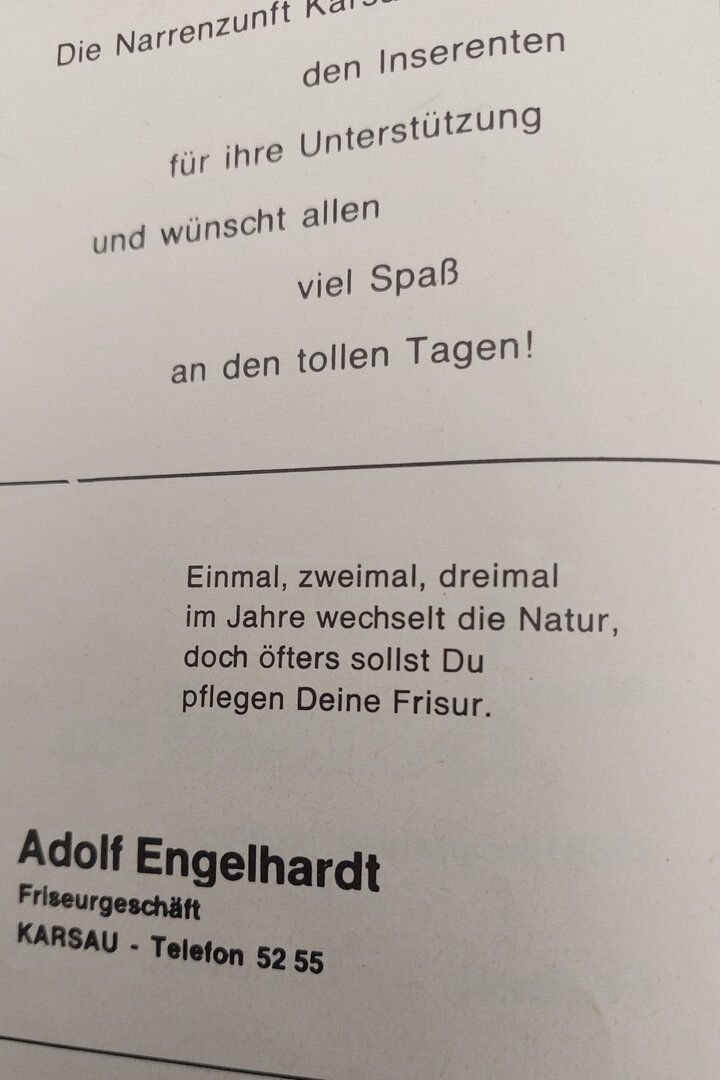 Die Narrenzunft
den Inserenten
für ihre Unterstützung
und wünscht allen
viel Spaß
an den tollen Tagen!
Einmal, zweimal, dreimal
im Jahre wechselt die Natur,
doch öfters sollst Du
pflegen Deine Frisur.
Adolf Engelhardt
Friseurgeschäft
KARSAU - Telefon 52 55